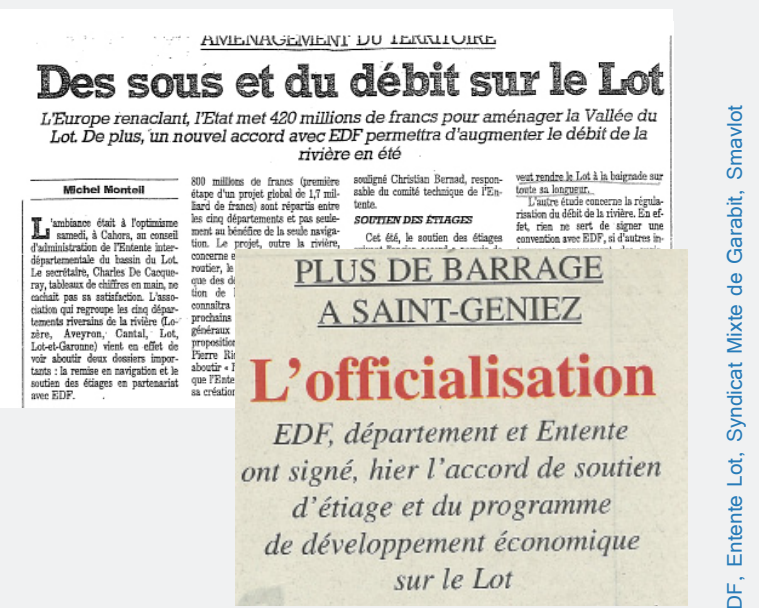 AMENAGEMENT DU TERRITOIRE
Des sous et du débit sur le Lot
L'Europe renaclant, l'Etat met 420 millions de francs pour aménager la Vallée du
Lot. De plus, un nouvel accord avec EDF permettra d'augmenter le débit de la
rivière en été
Michel Monteil
L'ambiance était à l'optimisme
samedi, à Cahors, au conseil
d'administration de l'Entente inter-
départementale du bassin du Lot.
Le secrétaire, Charles De Cacque-
ray, tableaux de chiffres en main, ne
cachait pas sa satisfaction. L'asso-
ciation qui regroupe les cinq dépar-
tements riverains de la rivière (Lo-
zère, Aveyron, Cantal, Lot,
Lot-et-Garonne) vient en effet de
voir aboutir deux dossiers impor-
tants : la remise en navigation et le
soutien des étiages en partenariat
avec EDF.
800 millions de francs (première
étape d'un projet global de 1,7 mil-
liard de francs) sont répartis entre
les cinq départements et pas seule-
ment au bénéfice de la seule naviga-
tion. Le projet, outre la rivière,
concerne
routier, le
que des d
tion de
connaîtra
prochains
généraux
proposition
Pierre
aboutir «
que l'Ente
sa création
souligné Christian Bernad, respon-
sable du comité technique de l'En-
tente.
SOUTIEN DES ÉTIAGES
Cet été, le soutien des étiages
veut rendre le Lot à la baignade sur
toute sa longueur.
L'autre étude concerne la régula-
risation du débit de la rivière. En ef-
fet, rien ne sert de signer une
convention avec EDF, si d'autres in-
PLUS DE BARRAGE
A SAINT-GENIEZ
L'officialisation
EDF, département et Entente
ont signé, hier l'accord de soutien
d'étiage et du programme
de développement économique
sur le Lot
DF, Entente Lot, Syndicat Mixte de Garabit, Smavlot